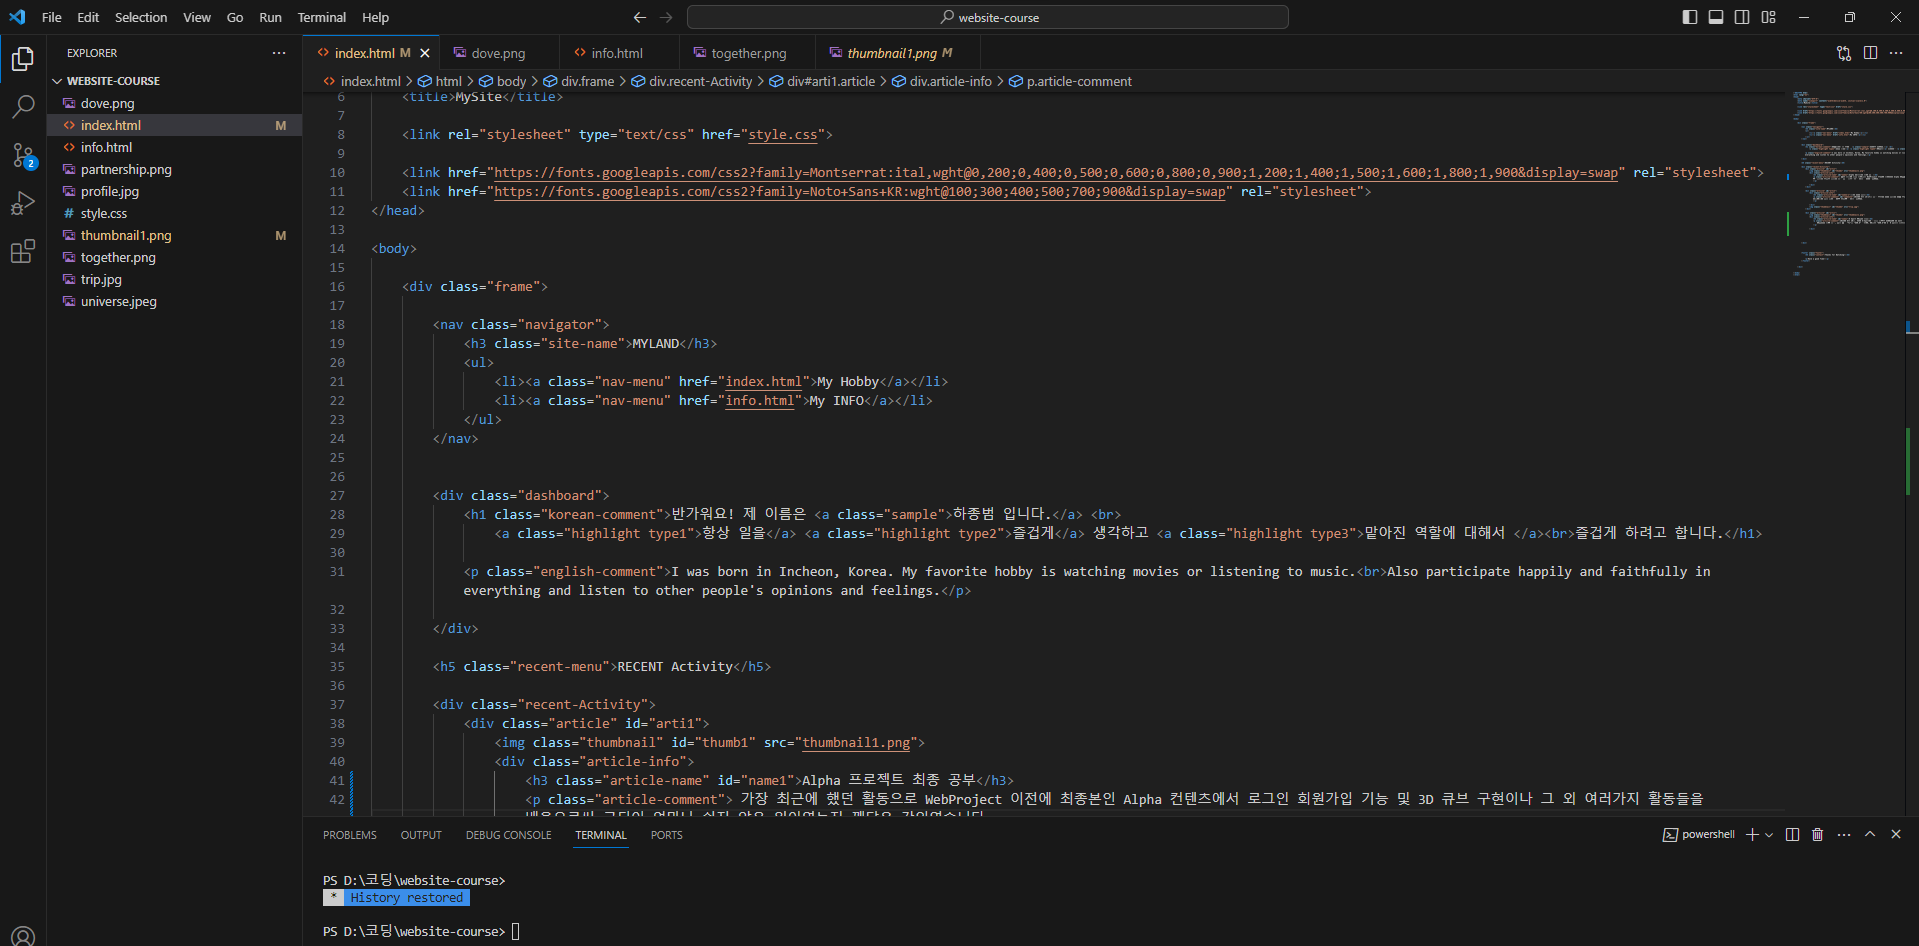 File Edit Selection View Go Run Terminal Help
website-course
EXPLORER
WEBSITE-COURSE
dove.png
index.html M
info.html
partnership.png
profile.jpg
style.css
thumbnail1.png M
together.png
trip.jpg
universe.jpeg
2
index.html M dove.png info.html together.png thumbnail1.png M
index.html > html > body > div.frame > div.recent-Activity > div#arti1.article > div.article-info > p.article-comment
6 <title>MySite</title>
7
8 <link rel="stylesheet" type="text/css" href="style.css">
9
10 <link href="https://fonts.googleapis.com/css2?family=Montserrat:ital,wght@0,200;0,400;0,500;0,600;0,800;0,900;1,200;1,400;1,500;1,600;1,800;1,900&display=swap" rel="stylesheet">
11 <link href="https://fonts.googleapis.com/css2?family=Noto+Sans+KR:wght@100;300;400;500;700;900&display=swap" rel="stylesheet">
12 </head>
13
14 <body>
15
16 <div class="frame">
17
18 <nav class="navigator">
19 <h3 class="site-name">MYLAND</h3>
20 <ul>
21 <li><a class="nav-menu" href="index.html">My Hobby</a></li>
22 <li><a class="nav-menu" href="info.html">My INFO</a></li>
23 </ul>
24 </nav>
25
26
27 <div class="dashboard">
28 <h1 class="korean-comment">반가워요! 제 이름은 <a class="sample">하종범 입니다.</a> <br>
29 <a class="highlight type1">항상 일을</a> <a class="highlight type2">즐겁게</a> 생각하고 <a class="highlight type3">맡아진 역할에 대해서 </a><br>즐겁게 하려고 합니다.</h1>
30
31 <p class="english-comment">I was born in Incheon, Korea. My favorite hobby is watching movies or listening to music.<br>Also participate happily and faithfully in
everything and listen to other people's opinions and feelings.</p>
32
33 </div>
34
35 <h5 class="recent-menu">RECENT Activity</h5>
36
37 <div class="recent-Activity">
38 <div class="article" id="arti1">
39 <img class="thumbnail" id="thumb1" src="thumbnail1.png">
40 <div class="article-info">
41 <h3 class="article-name" id="name1">Alpha 프로젝트 최종 공부</h3>
42 <p class="article-comment"> 가장 최근에 했던 활동으로 WebProject 이전에 최종본인 Alpha 컨텐즈에서 로그인 회원가입 기능 및 3D 큐브 구현이나 그 외 여러가지 활동들을
PROBLEMS OUTPUT DEBUG CONSOLE TERMINAL PORTS
powershell
PS D:\코딩\website-course>
* History restored
PS D:\코딩\website-course>